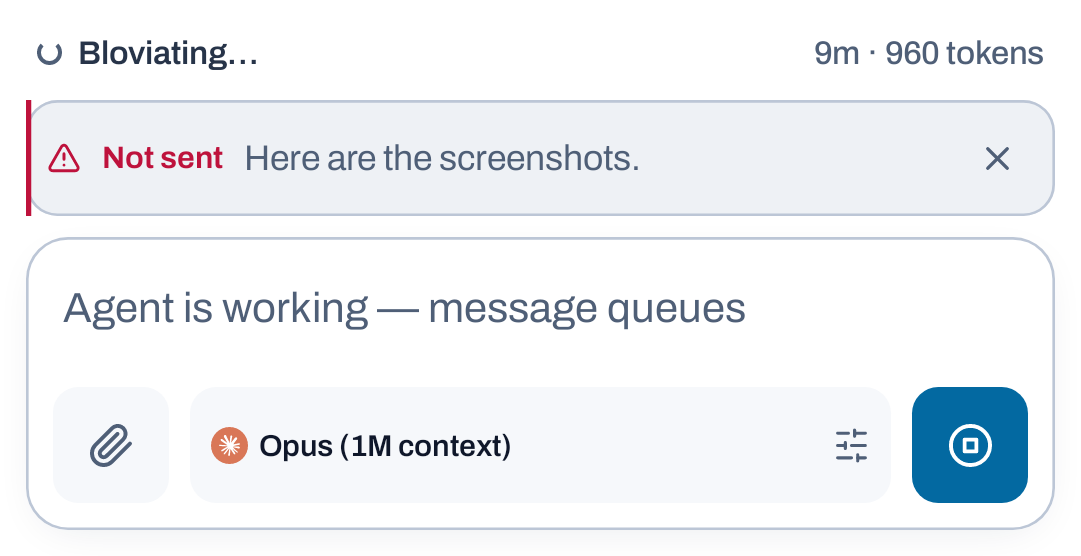 Bloviating...
9m · 960 tokens
Not sent Here are the screenshots.
Agent is working — message queues
Opus (1M context)